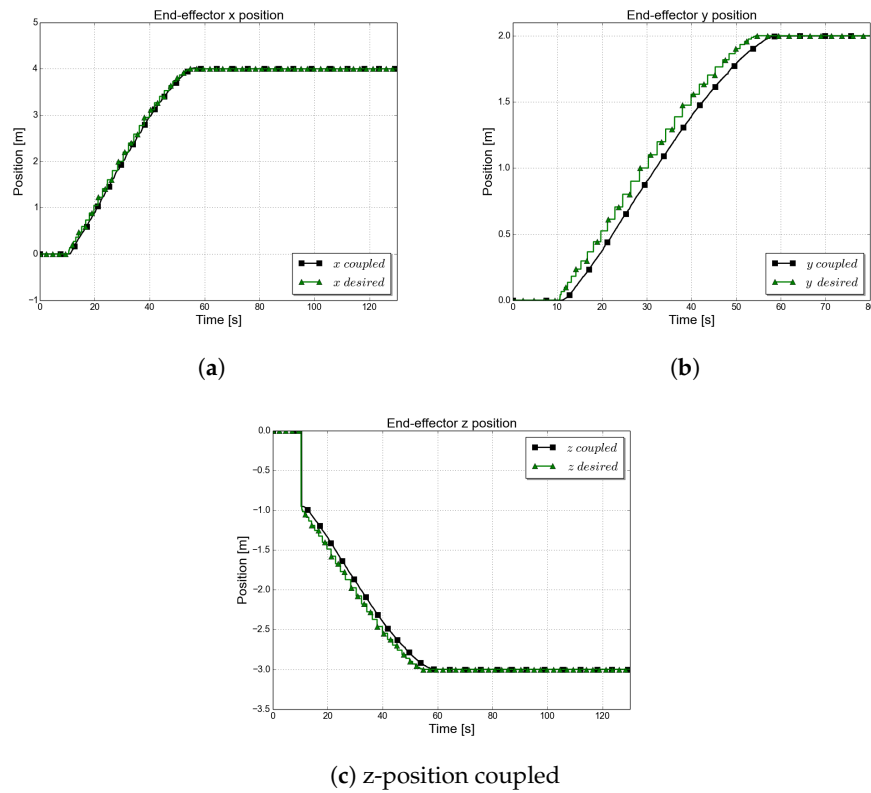 End-effector x position
5
4
3
2
1
0
−1
0 20 40 60 80 100 120
Position [m]
Time [s]
x coupled
x desired
(a)
End-effector y position
2.0
1.5
1.0
0.5
0.0
0 10 20 30 40 50 60 70 80
Position [m]
Time [s]
y coupled
y desired
(b)
End-effector z position
0.0
−0.5
−1.0
−1.5
−2.0
−2.5
−3.0
−3.5
0 20 40 60 80 100 120
Position [m]
Time [s]
z coupled
z desired
(c) z-position coupled